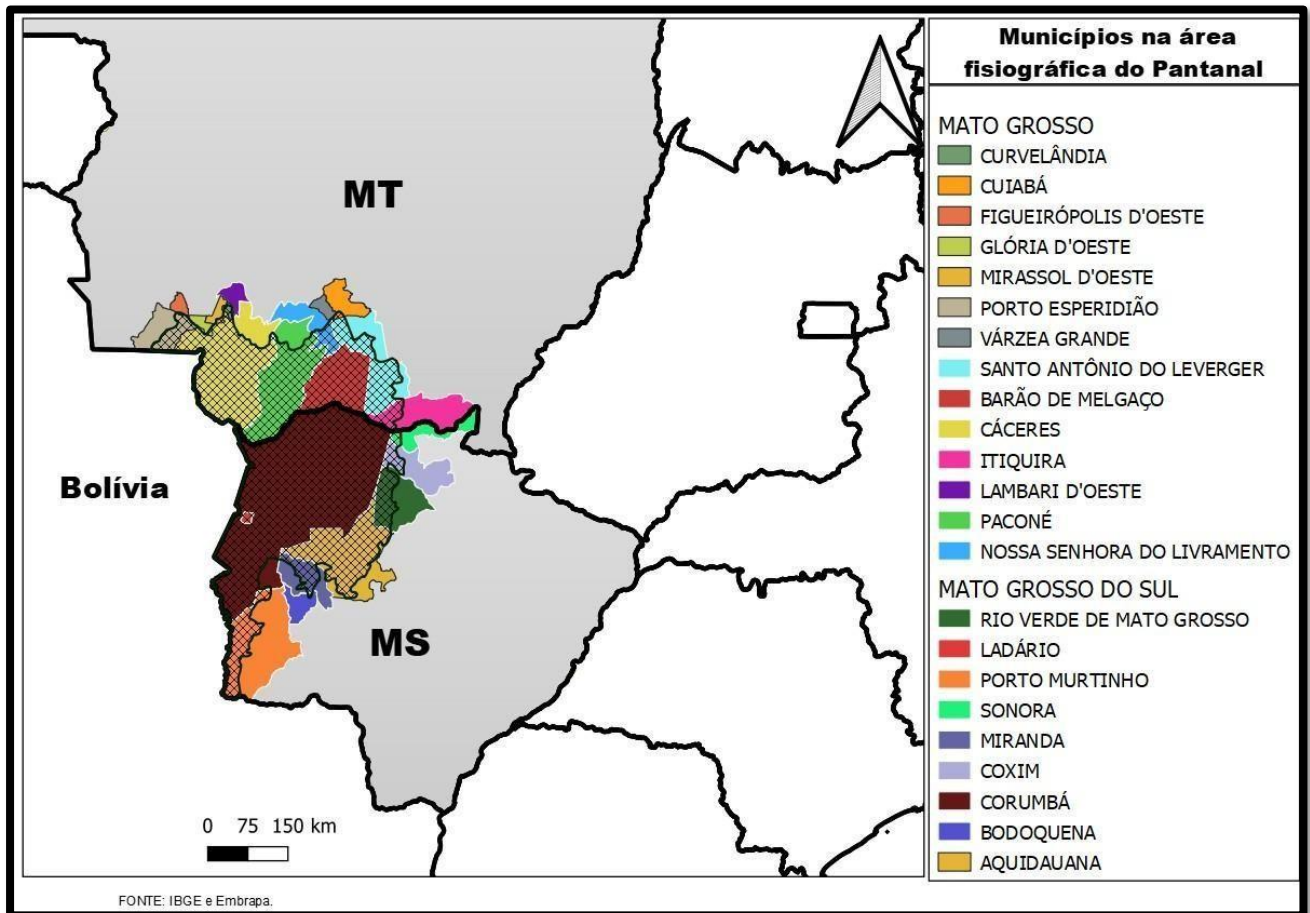 MT
Bolívia
MS
0 75 150 km
FONTE: IBGE e Embrapa.
Municípios na área
fisiográfica do Pantanal
MATO GROSSO
CURVELÂNDIA
CUIABÁ
FIGUEIRÓPOLIS D'OESTE
GLÓRIA D'OESTE
MIRASSOL D'OESTE
PORTO ESPERIDIÃO
VÁRZEA GRANDE
SANTO ANTÔNIO DO LEVERGER
BARÃO DE MELGAÇO
CÁCERES
ITIQUIRA
LAMBARI D'OESTE
PACONÉ
NOSSA SENHORA DO LIVRAMENTO
MATO GROSSO DO SUL
RIO VERDE DE MATO GROSSO
LADÁRIO
PORTO MURTINHO
SONORA
MIRANDA
COXIM
CORUMBÁ
BODOQUENA
AQUIDAUANA